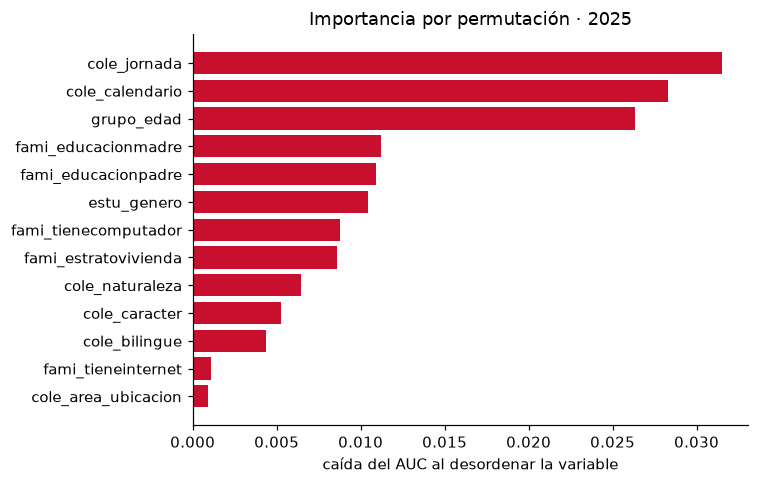 Importancia por permutación · 2025
cole_jornada
cole_calendario
grupo_edad
fami_educacionmadre
fami_educacionpadre
estu_genero
fami_tienecomputador
fami_estratovivienda
cole_naturaleza
cole_caracter
cole_bilingue
fami_tieneinternet
cole_area_ubicacion
0.000 0.005 0.010 0.015 0.020 0.025 0.030
caída del AUC al desordenar la variable